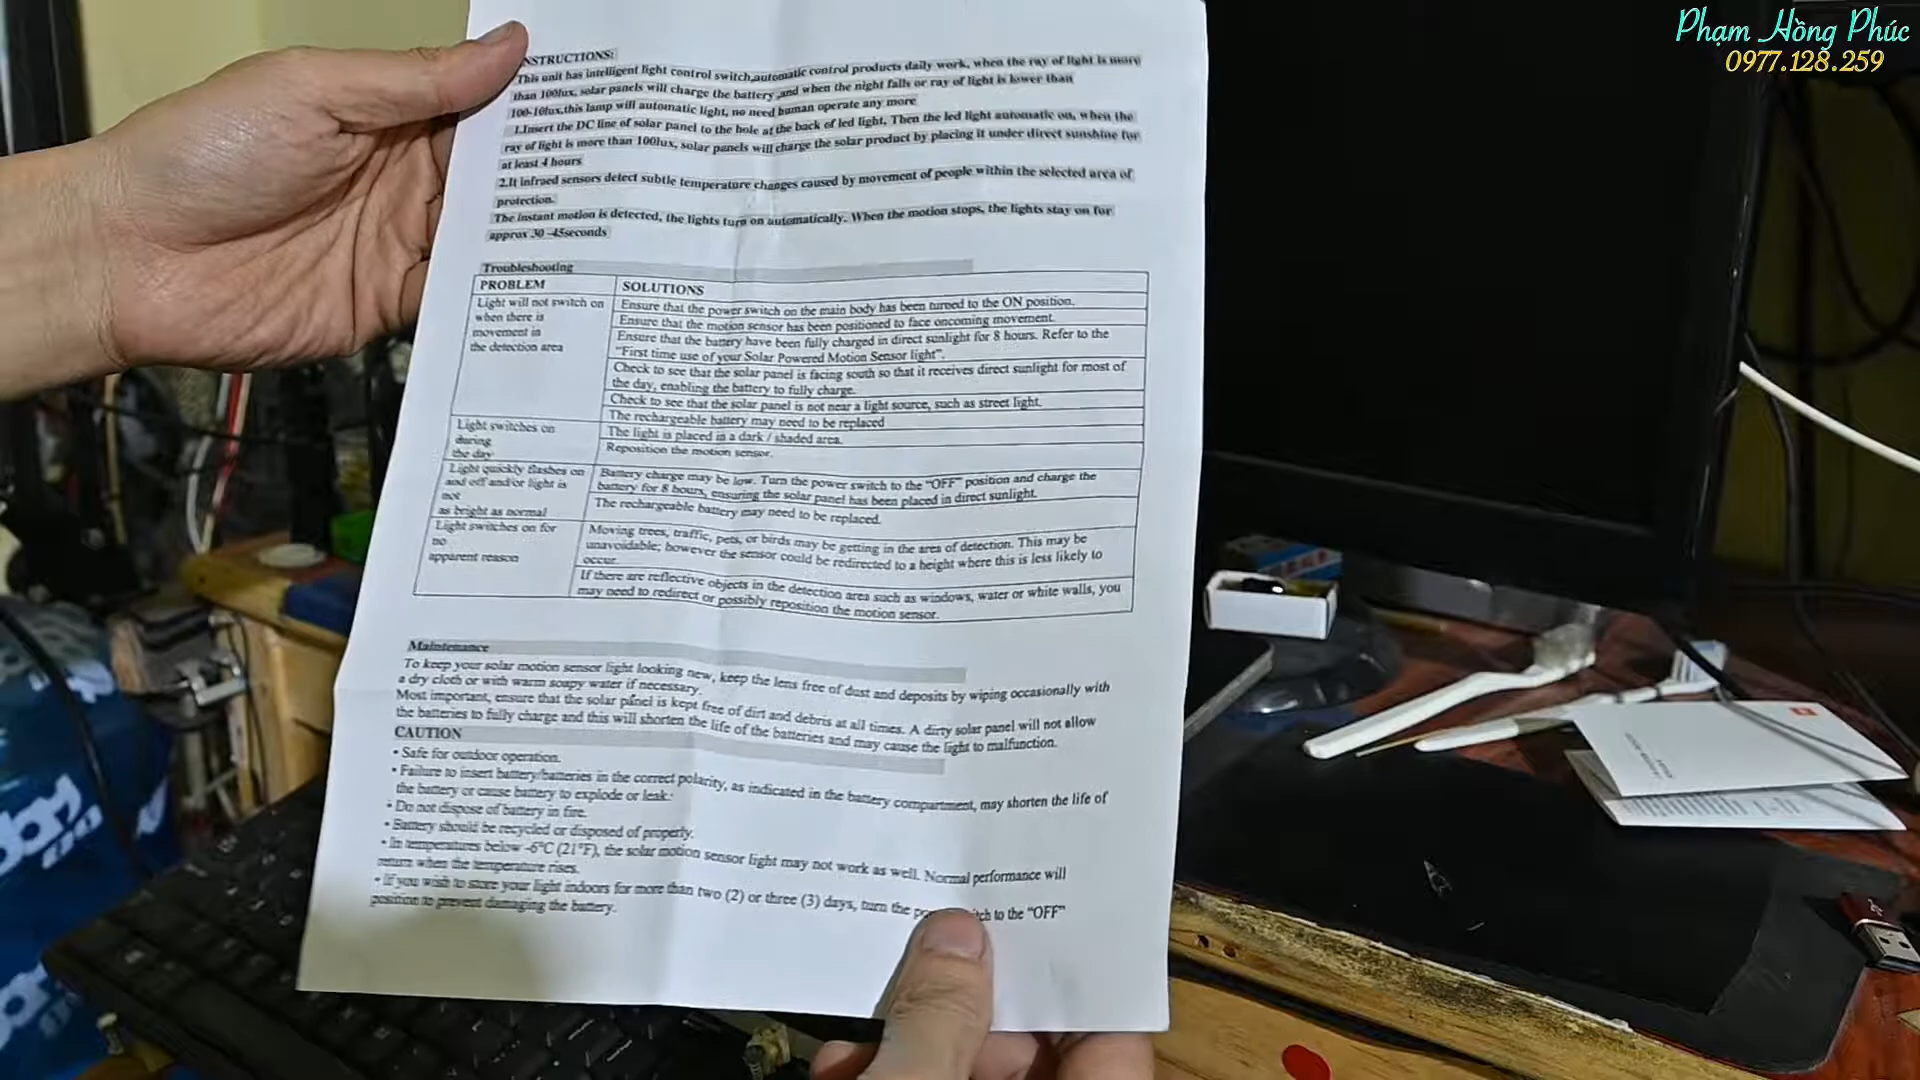 Phạm Hồng Phúc
0977.128.259
NSTRUCTIONS:
This unit has intelligent light control switch,automatic control products daily work, when the ray of light is more
than 100lux, solar panels will charge the battery ,and when the night falls or ray of light is lower than
100-10lux,this lamp will automatic light, no need human operate any more
1.Insert the DC line of solar panel to the hole at the back of led light, Then the led light automatic on, when the
ray of light is more than 100lux, solar panels will charge the solar product by placing it under direct sunshine for
at least 4 hours
2.It infraed sensors detect subtle temperature changes caused by movement of people within the selected area of
protection.
The instant motion is detected, the lights turn on automatically. When the motion stops, the lights stay on for
approx 30 -45seconds
Troubleshooting
PROBLEM
SOLUTIONS
Light will not switch on
when there is
movement in
the detection area
Ensure that the power switch on the main body has been turned to the ON position.
Ensure that the motion sensor has been positioned to face oncoming movement.
Ensure that the battery have been fully charged in direct sunlight for 8 hours. Refer to the
"First time use of your Solar Powered Motion Sensor light".
Check to see that the solar panel is facing south so that it receives direct sunlight for most of
the day, enabling the battery to fully charge.
Check to see that the solar panel is not near a light source, such as street light.
The rechargeable battery may need to be replaced
Light switches on
during
the day
The light is placed in a dark / shaded area.
Reposition the motion sensor.
Light quickly flashes on
and off and/or light is
not
as bright as normal
Battery charge may be low. Turn the power switch to the "OFF" position and charge the
battery for 8 hours, ensuring the solar panel has been placed in direct sunlight.
The rechargeable battery may need to be replaced.
Light switches on for
no
apparent reason
Moving trees, traffic, pets, or birds may be getting in the area of detection. This may be
unavoidable; however the sensor could be redirected to a height where this is less likely to
occur.
If there are reflective objects in the detection area such as windows, water or white walls, you
may need to redirect or possibly reposition the motion sensor.
Maintenance
To keep your solar motion sensor light looking new, keep the lens free of dust and deposits by wiping occasionally with
a dry cloth or with warm soapy water if necessary.
Most important, ensure that the solar panel is kept free of dirt and debris at all times. A dirty solar panel will not allow
the batteries to fully charge and this will shorten the life of the batteries and may cause the light to malfunction.
CAUTION
• Safe for outdoor operation.
• Failure to insert battery/batteries in the correct polarity, as indicated in the battery compartment, may shorten the life of
the battery or cause battery to explode or leak.
• Do not dispose of battery in fire.
• Battery should be recycled or disposed of properly.
• In temperatures below -6°C (21°F), the solar motion sensor light may not work as well. Normal performance will
return when the temperature rises.
• If you wish to store your light indoors for more than two (2) or three (3) days, turn the to the "OFF"
position to prevent damaging the battery.